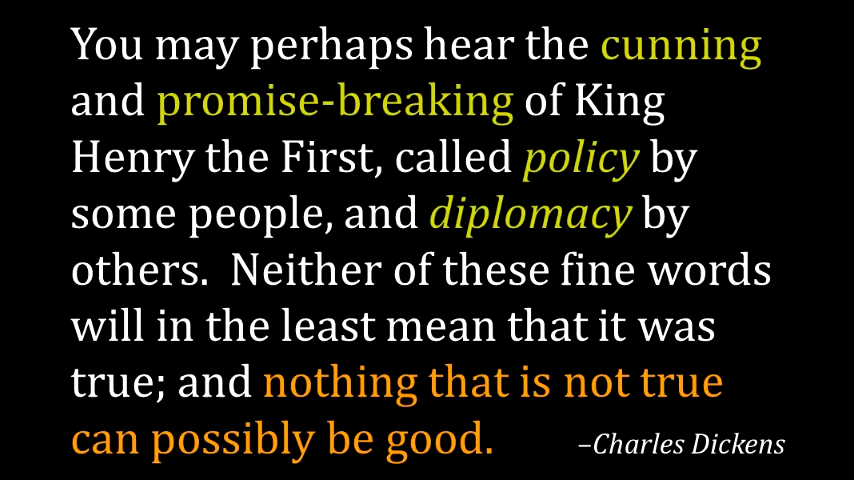 You may perhaps hear the cunning
and promise-breaking of King
Henry the First, called policy by
some people, and diplomacy by
others.  Neither of these fine words
will in the least mean that it was
true; and nothing that is not true
can possibly be good.
–Charles Dickens